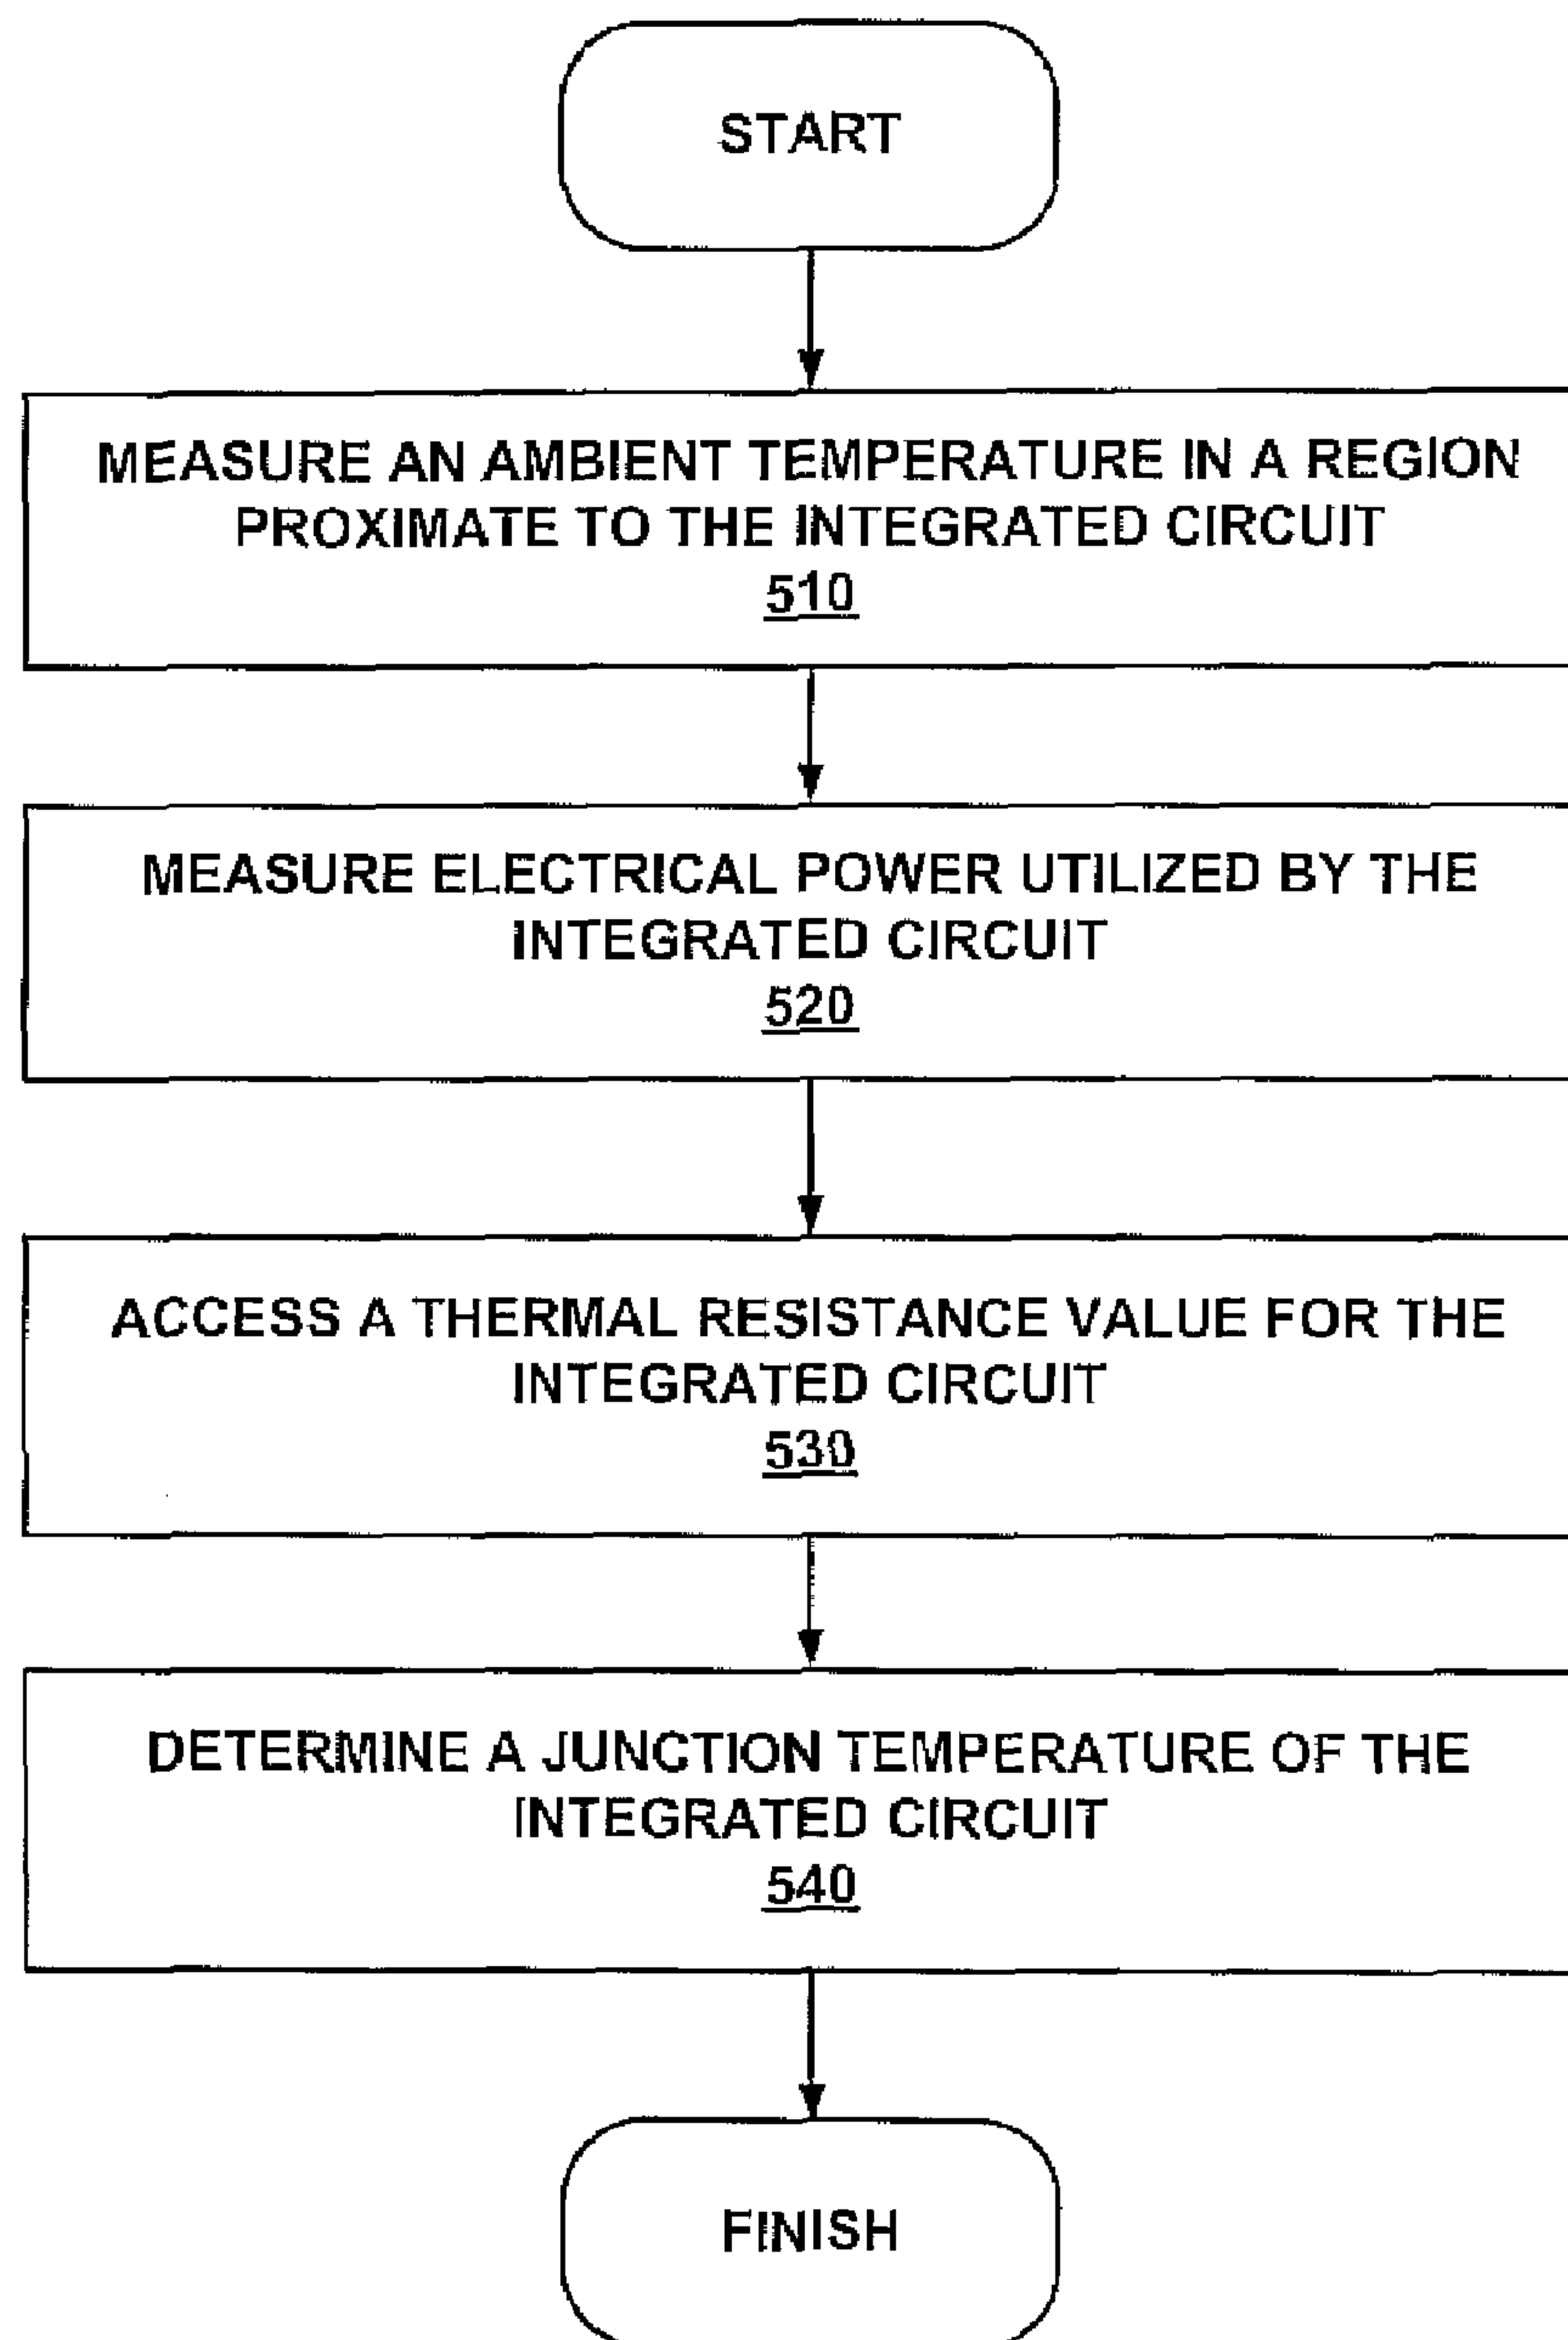 START
MEASURE AN AMBIENT TEMPERATURE IN A REGION
PROXIMATE TO THE INTEGRATED CIRCUIT
510
MEASURE ELECTRICAL POWER UTILIZED BY THE
INTEGRATED CIRCUIT
520
ACCESS A THERMAL RESISTANCE VALUE FOR THE
INTEGRATED CIRCUIT
530
DETERMINE A JUNCTION TEMPERATURE OF THE
INTEGRATED CIRCUIT
540
FINISH